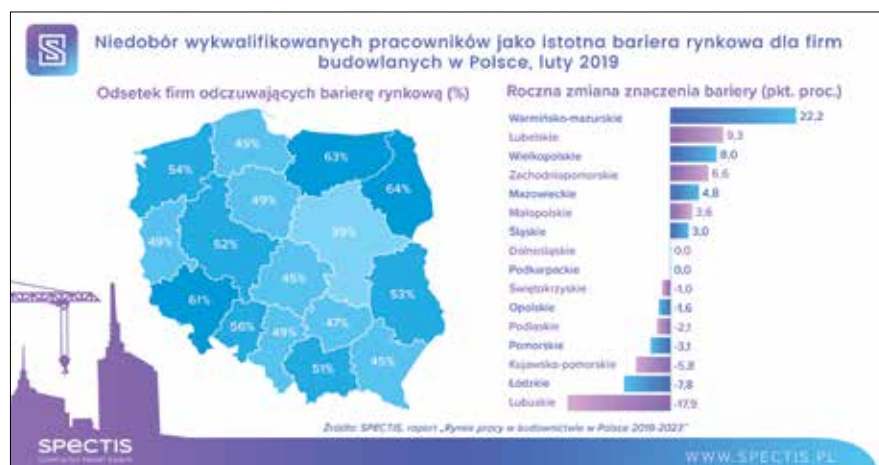 Niedobór wykwalifikowanych pracowników jako istotna bariera rynkowa dla firm
budowlanych w Polsce, luty 2019
Odsetek firm odczuwających barierę rynkową (%)
45%
63%
54%
64%
49%
39%
49%
52%
45%
53%
61%
47%
56%
49%
51%
45%
Roczna zmiana znaczenia bariery (pkt. proc.)
Warmińsko-mazurskie 22,2
Lubelskie 9,3
Wielkopolskie 8,0
Zachodniopomorskie 6,6
Mazowieckie 4,8
Małopolskie 3,6
Śląskie 3,0
Dolnośląskie 0,0
Podkarpackie 0,0
Świętokrzyskie -1,0
Opolskie -1,6
Podlaskie -2,1
Pomorskie -3,1
Kujawsko-pomorskie -5,8
Łódzkie -7,8
Lubuskie -17,9
Źródło: SPECTIS, raport „Rynek pracy w budownictwie w Polsce 2019-2023”
SPECTIS
WWW.SPECTIS.PL